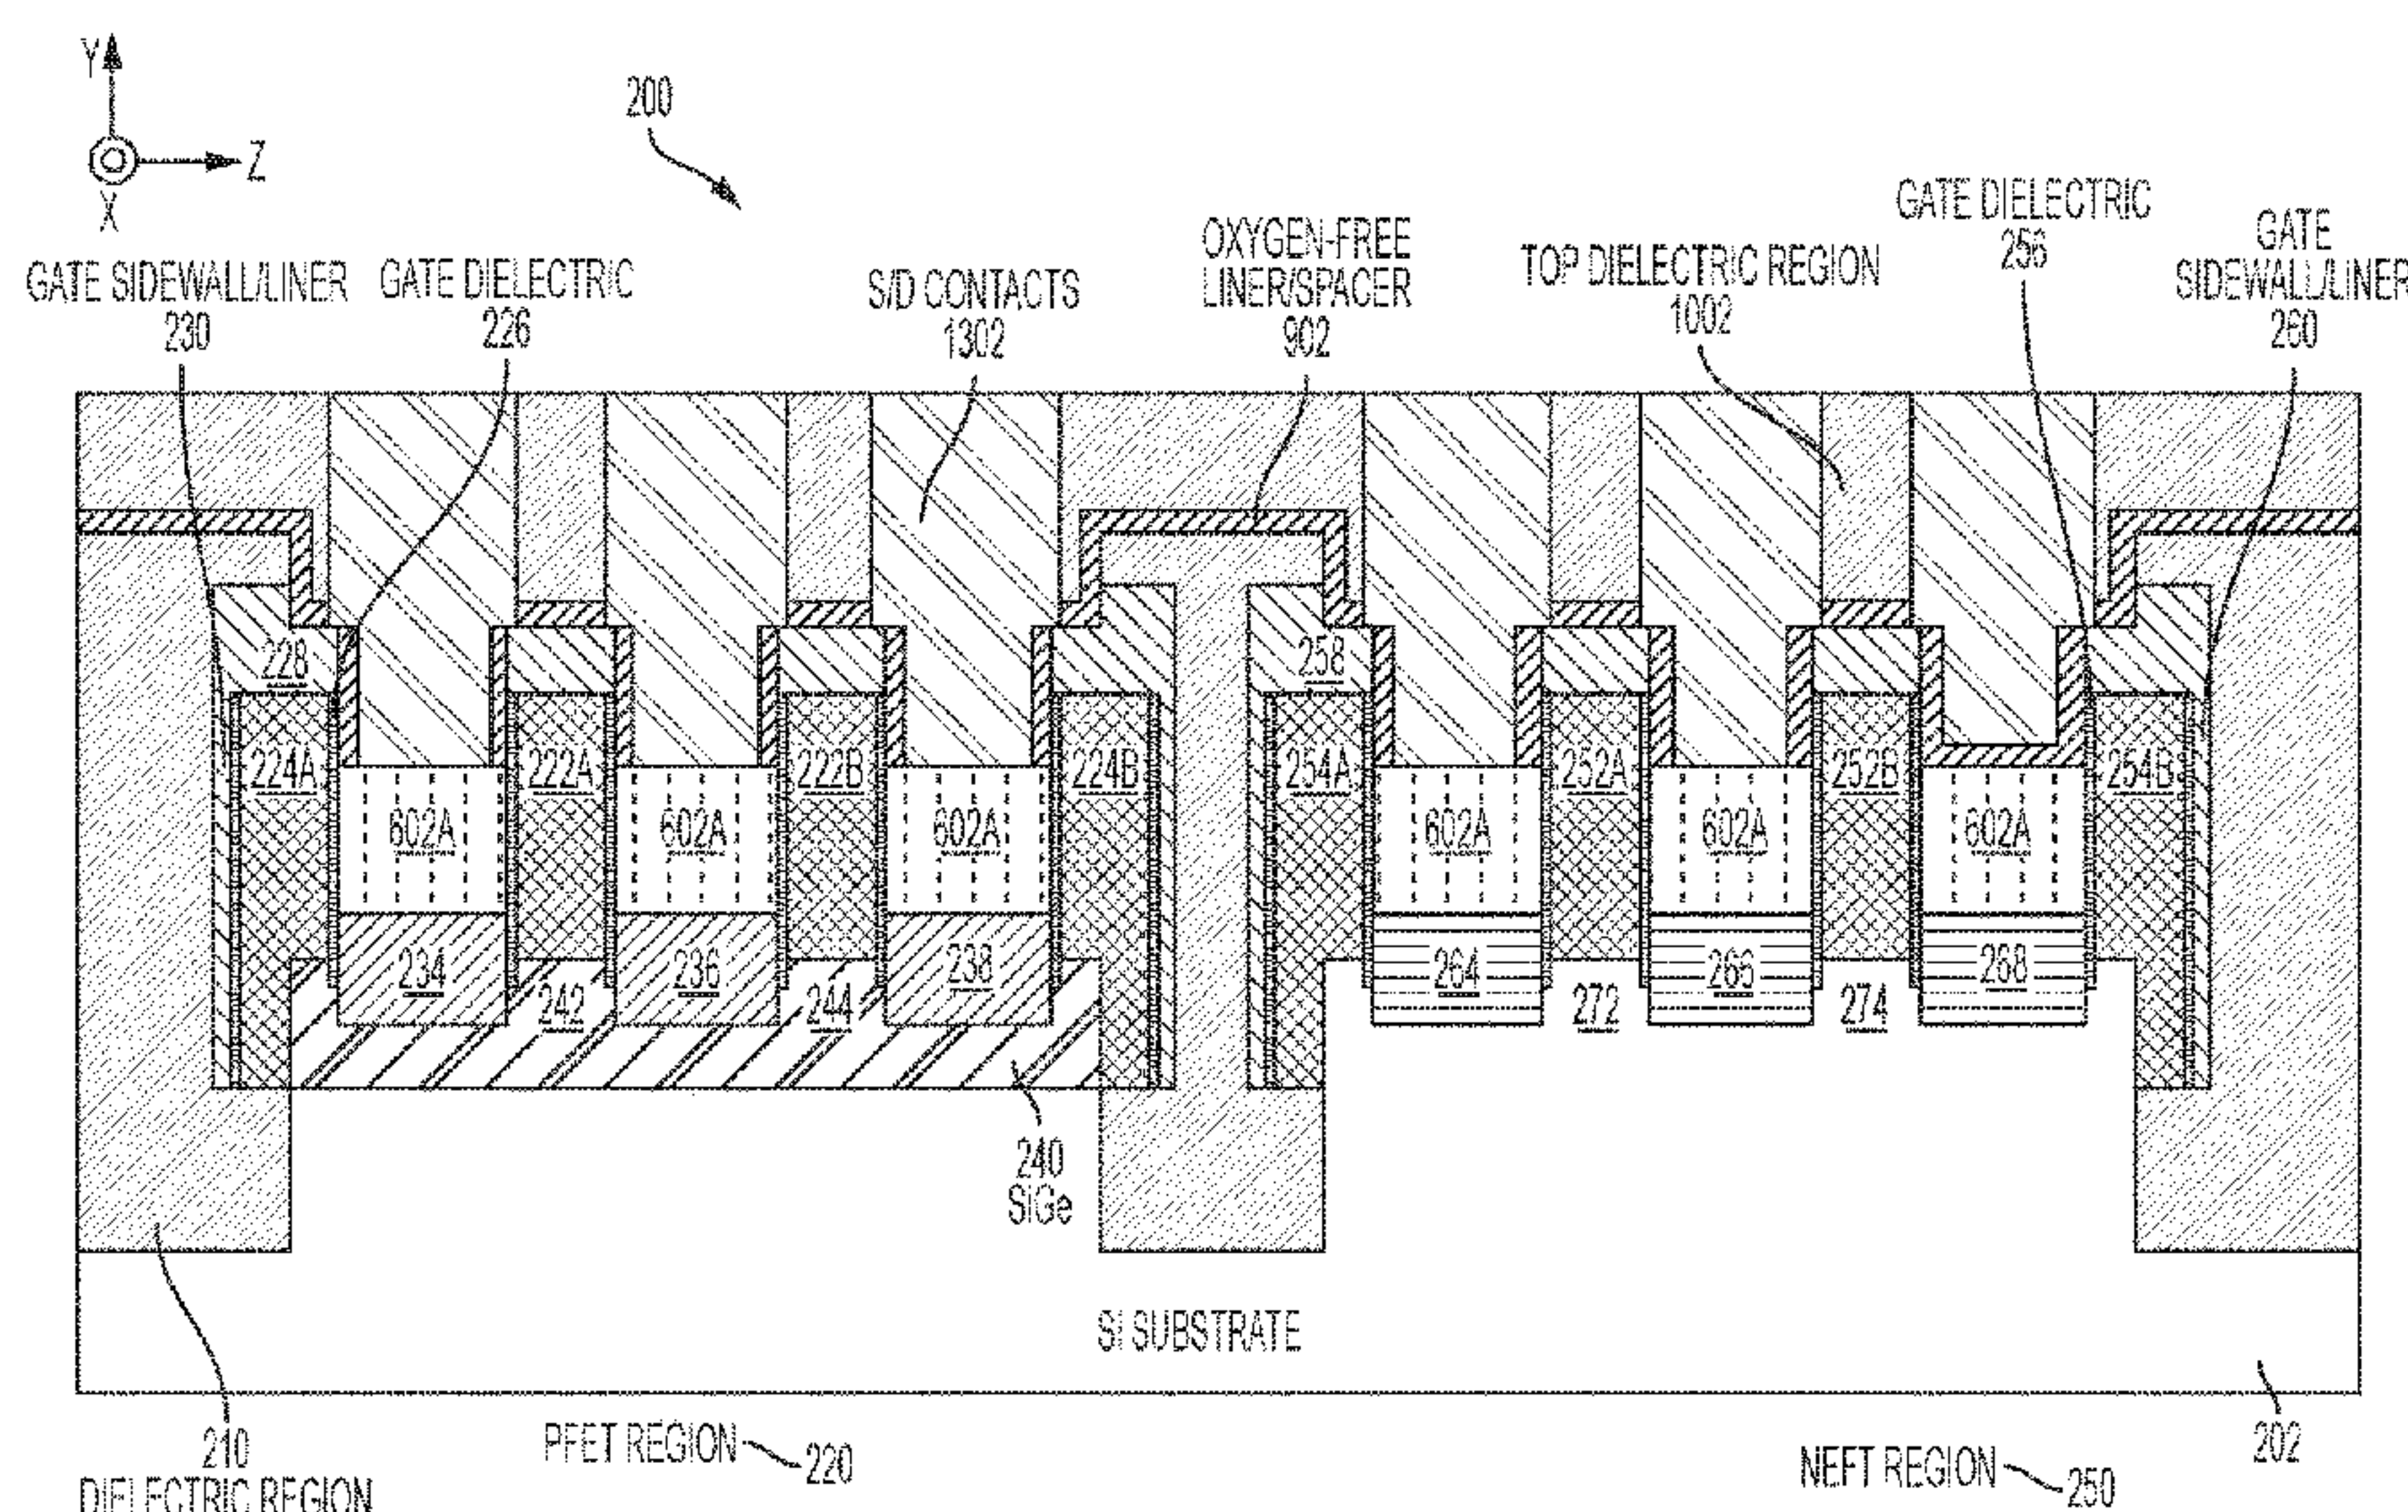 Y
Z
X
200
GATE SIDEWALL/LINER
230
GATE DIELECTRIC
226
S/D CONTACTS
1302
OXYGEN-FREE
LINER/SPACER
902
TOP DIELECTRIC REGION
1002
GATE DIELECTRIC
256
GATE
SIDEWALL/LINER
260
228
258
224A
222A
222B
224B
254A
252A
252B
254B
602A
602A
602A
602A
602A
602A
234
242
236
244
238
264
272
266
274
268
240
SiGe
SI SUBSTRATE
202
210
DIELECTRIC REGION
PFET REGION
220
NEFT REGION
250